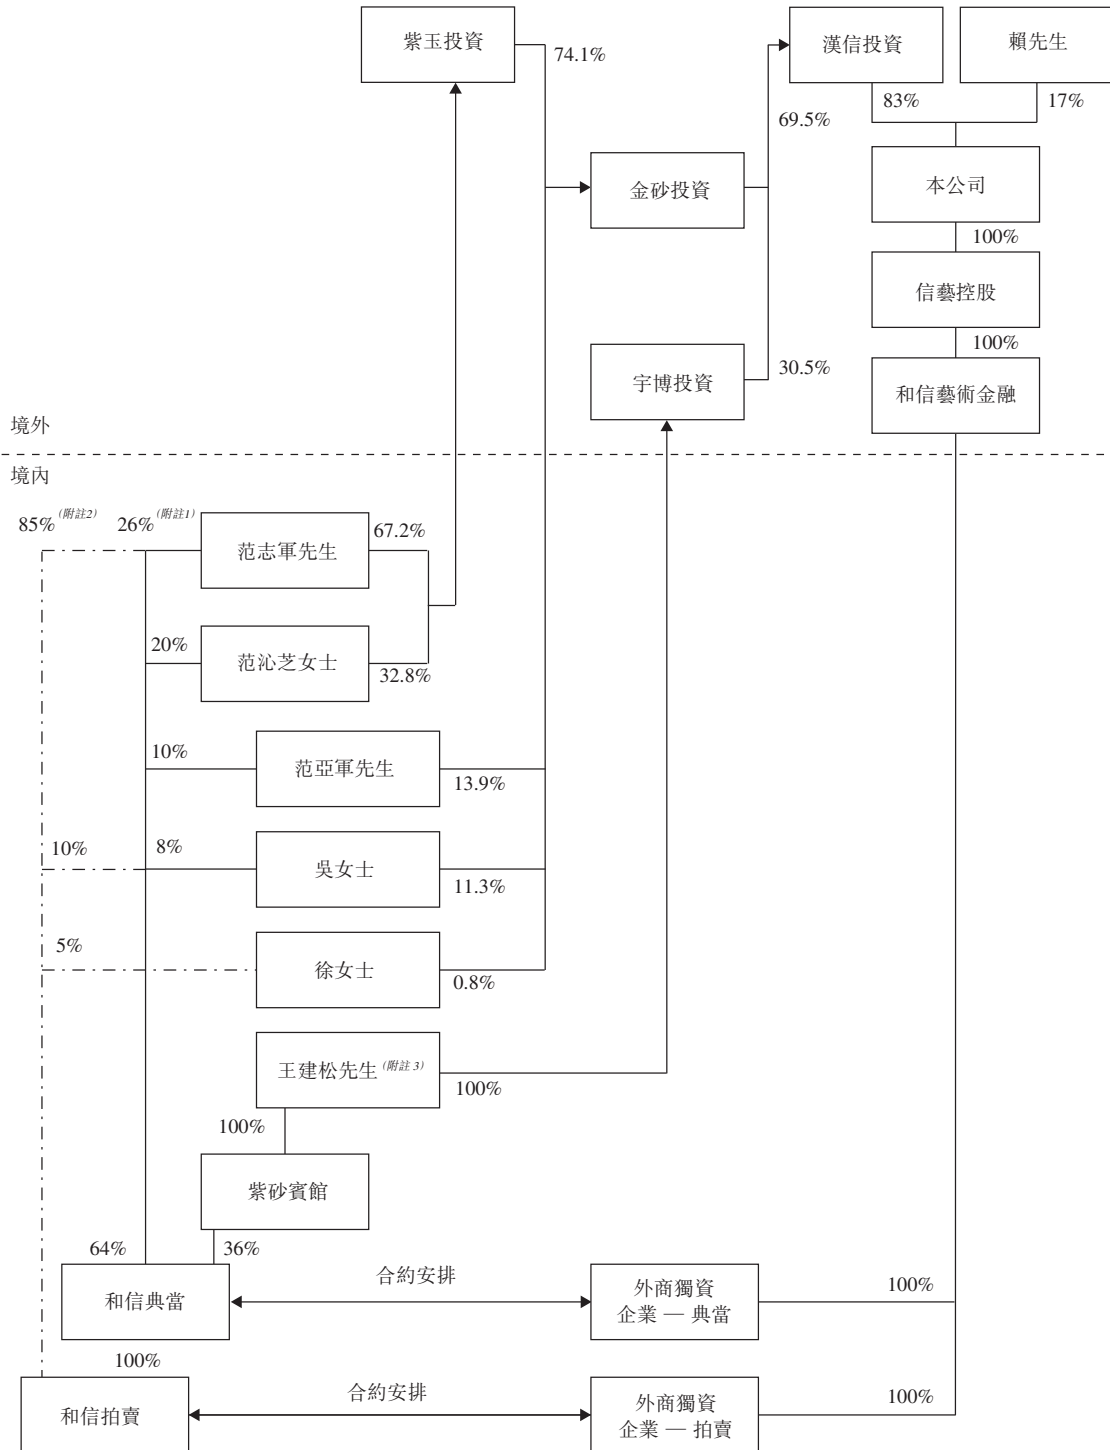 紫玉投資
74.1%
漢信投資
賴先生
83%
17%
69.5%
金砂投資
本公司
100%
信藝控股
100%
宇博投資
30.5%
和信藝術金融
境外
境內
85% (附註2)
26% (附註1)
范志軍先生
67.2%
20%
范沁芝女士
32.8%
10%
范亞軍先生
13.9%
10%
8%
吳女士
11.3%
5%
徐女士
0.8%
王建松先生 (附註 3)
100%
100%
紫砂賓館
64%
36%
和信典當
合約安排
外商獨資
企業 — 典當
100%
100%
和信拍賣
合約安排
外商獨資
企業 — 拍賣
100%